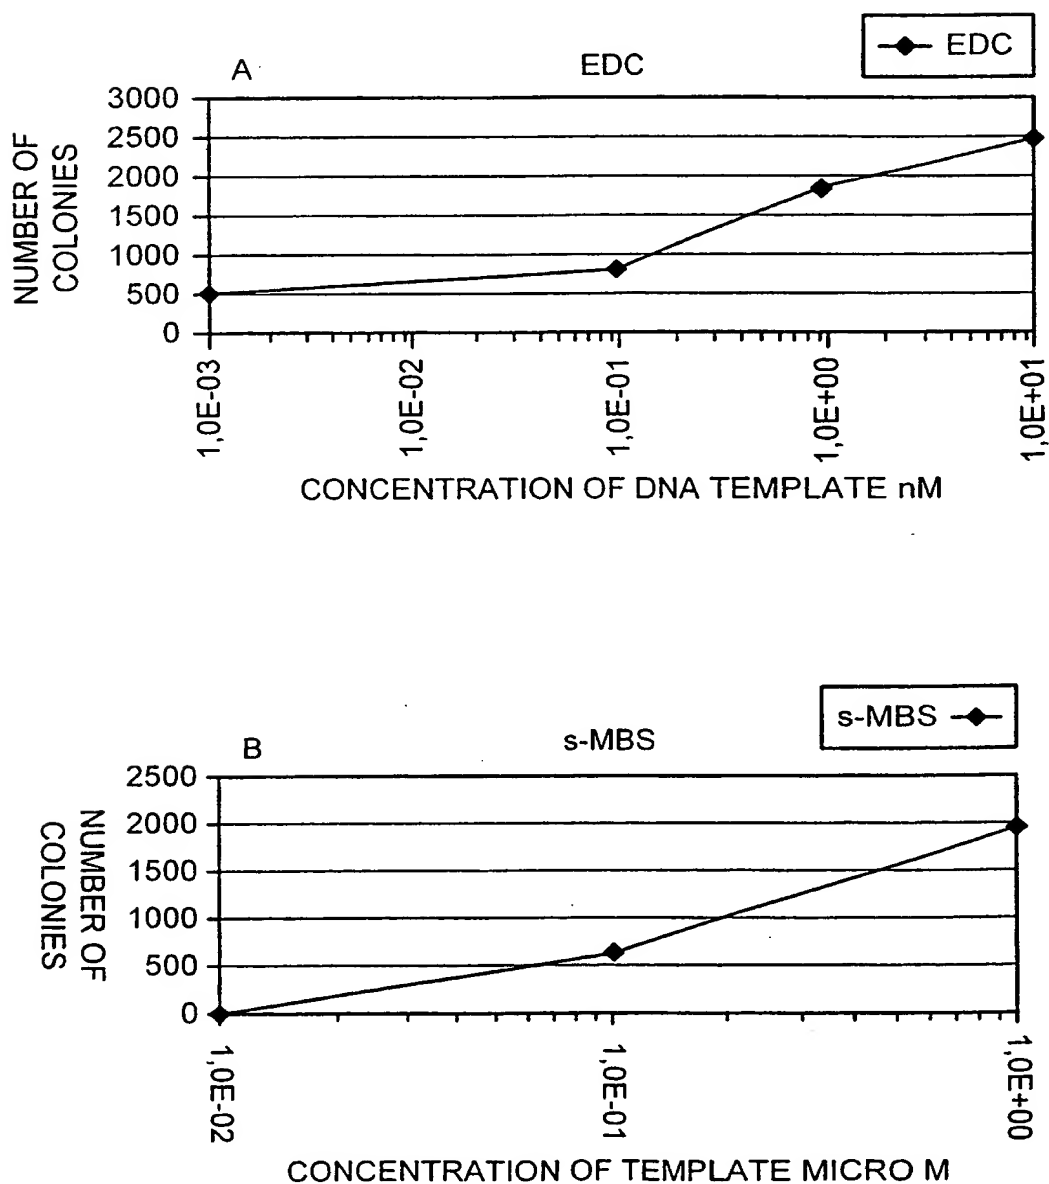 EDC
A
EDC
NUMBER OF
COLONIES
3000
2500
2000
1500
1000
500
0
1,0E-03
1,0E-02
1,0E-01
1,0E+00
1,0E+01
CONCENTRATION OF DNA TEMPLATE nM
s-MBS
B
s-MBS
NUMBER OF
COLONIES
2500
2000
1500
1000
500
0
1,0E-02
1,0E-01
1,0E+00
CONCENTRATION OF TEMPLATE MICRO M